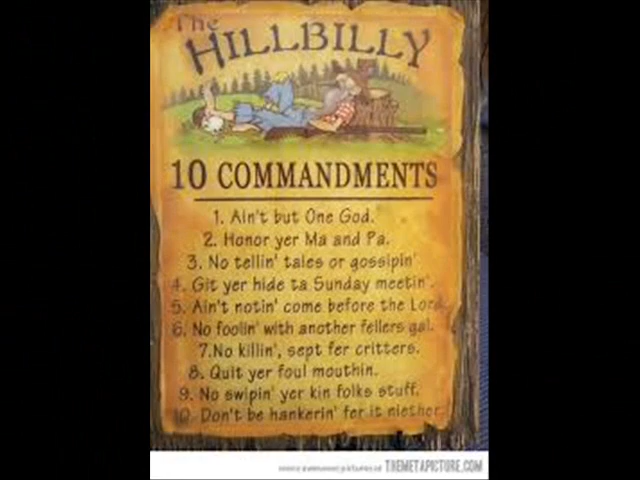 The
HILLBILLY
10 COMMANDMENTS
1. Ain't but One God.
2. Honor yer Ma and Pa.
3. No tellin' tales or gossipin'
4. Git yer hide ta Sunday meetin'.
5. Ain't notin' come before the Lord
6. No foolin' with another fellers gal.
7.No killin', sept fer critters.
8. Quit yer foul mouthin.
9. No swipin' yer kin folks stuff.
10. Don't be hankerin' fer it niether.
THEMETAPICTURE.COM